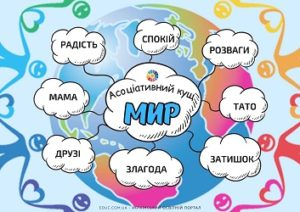 СПОКІЙ
РАДІСТЬ
РОЗВАГИ
Асоціативний кущ
МИР
МАМА
ТАТО
ДРУЗІ
ЗАТИШОК
ЗЛАГОДА